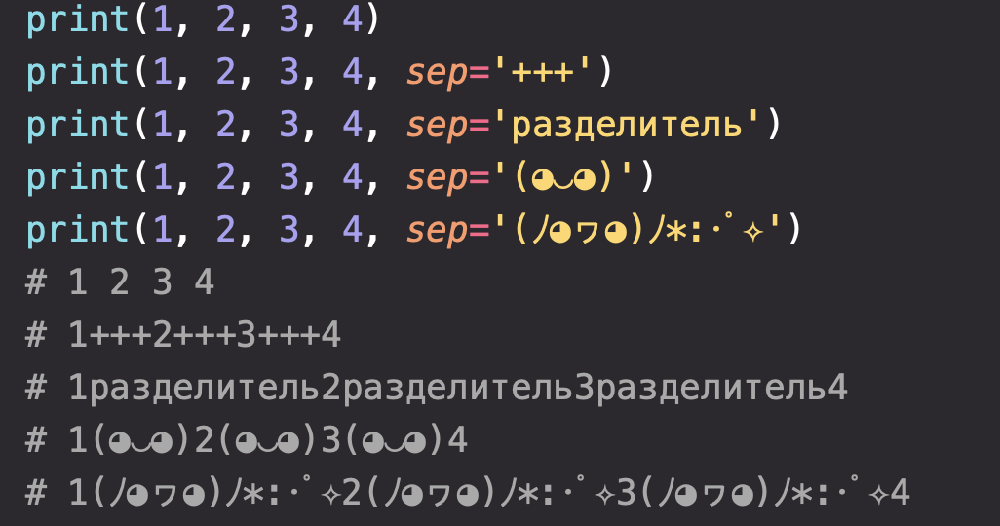 print(1, 2, 3, 4)
print(1, 2, 3, 4, sep='+++')
print(1, 2, 3, 4, sep='разделитель')
print(1, 2, 3, 4, sep='(◕◡◕)')
print(1, 2, 3, 4, sep='(ﾉ◕ヮ◕)ﾉ*:･ﾟ✧')
# 1 2 3 4
# 1+++2+++3+++4
# 1разделитель2разделитель3разделитель4
# 1(◕◡◕)2(◕◡◕)3(◕◡◕)4
# 1(ﾉ◕ヮ◕)ﾉ*:･ﾟ✧2(ﾉ◕ヮ◕)ﾉ*:･ﾟ✧3(ﾉ◕ヮ◕)ﾉ*:･ﾟ✧4